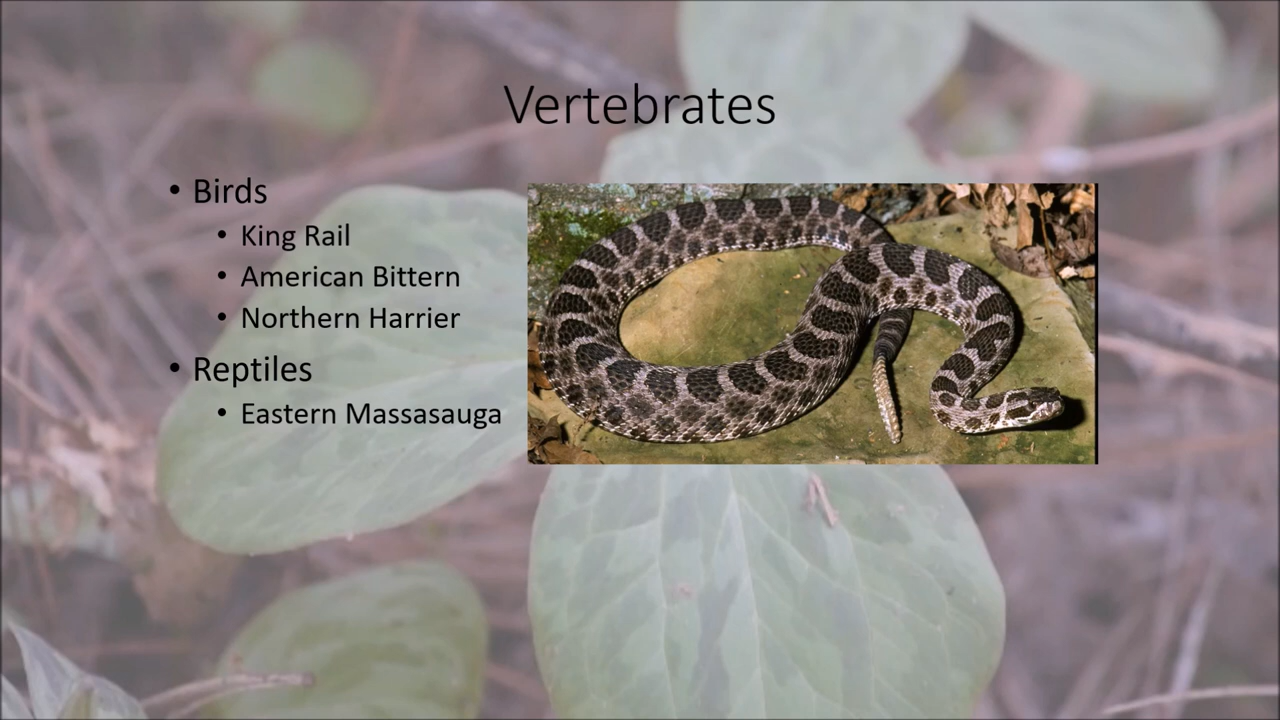 Vertebrates
• Birds
• King Rail
• American Bittern
• Northern Harrier
• Reptiles
• Eastern Massasauga